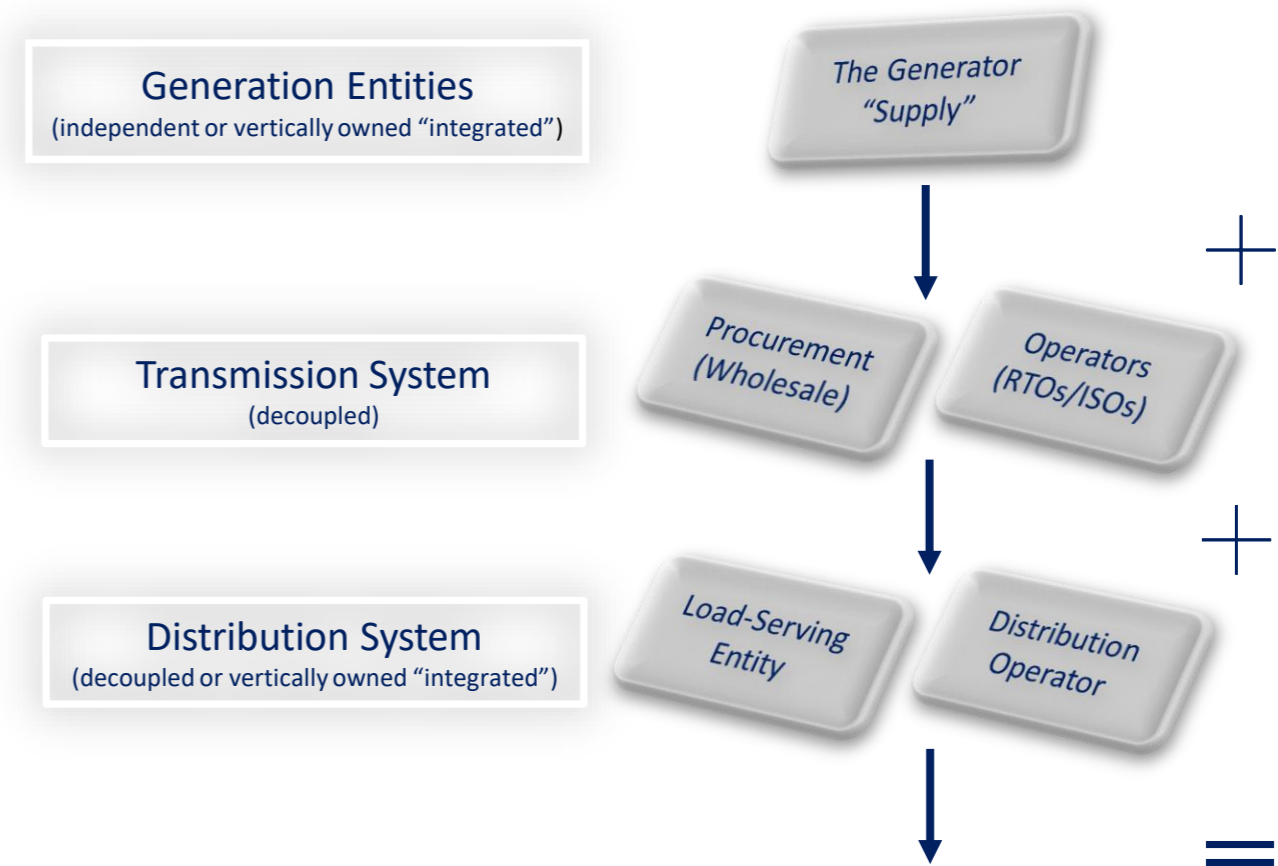 Generation Entities
(independent or vertically owned “integrated”)
The Generator
“Supply”
+
Transmission System
(decoupled)
Procurement
(Wholesale)
Operators
(RTOs/ISOs)
+
Distribution System
(decoupled or vertically owned “integrated”)
Load-Serving
Entity
Distribution
Operator
=